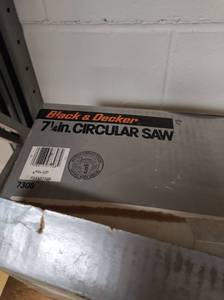 Black & Decker
7¼ in. CIRCULAR SAW
7308